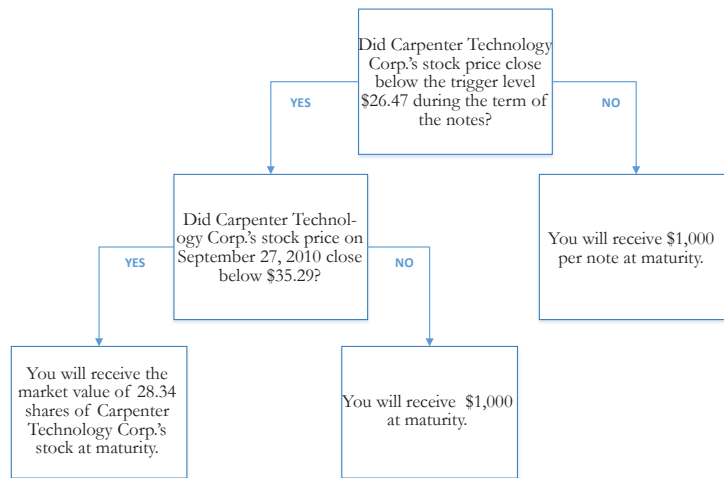 Did Carpenter Technology
Corp.'s stock price close
below the trigger level
$26.47 during the term of
the notes?
YES
NO
Did Carpenter Technol-
ogy Corp.'s stock price on
September 27, 2010 close
below $35.29?
You will receive $1,000
per note at maturity.
YES
NO
You will receive the
market value of 28.34
shares of Carpenter
Technology Corp.'s
stock at maturity.
You will receive $1,000
at maturity.